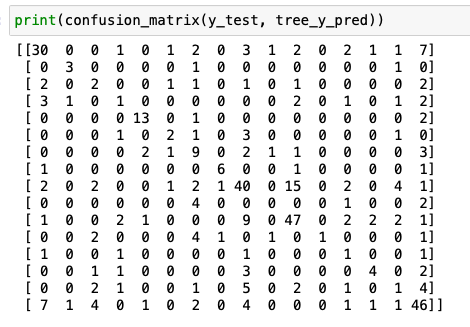 print(confusion_matrix(y_test, tree_y_pred))
[[30 0 0 1 0 1 2 0 3 1 2 0 2 1 1 7]
[ 0 3 0 0 0 0 1 0 0 0 0 0 0 0 1 0]
[ 2 0 2 0 0 1 1 0 1 0 1 0 0 0 0 2]
[ 3 1 0 1 0 0 0 0 0 0 2 0 1 0 1 2]
[ 0 0 0 0 13 0 1 0 0 0 0 0 0 0 0 2]
[ 0 0 0 1 0 2 1 0 3 0 0 0 0 0 1 0]
[ 0 0 0 0 2 1 9 0 2 1 1 0 0 0 0 3]
[ 1 0 0 0 0 0 0 6 0 0 1 0 0 0 0 1]
[ 2 0 2 0 0 1 2 1 40 0 15 0 2 0 4 1]
[ 0 0 0 0 0 0 4 0 0 0 0 0 1 0 0 2]
[ 1 0 0 2 1 0 0 0 9 0 47 0 2 2 2 1]
[ 0 0 2 0 0 0 4 1 0 1 0 1 0 0 0 1]
[ 1 0 0 1 0 0 0 0 1 0 0 0 1 0 0 1]
[ 0 0 1 1 0 0 0 0 3 0 0 0 0 4 0 2]
[ 0 0 2 1 0 0 1 0 5 0 2 0 1 0 1 4]
[ 7 1 4 0 1 0 2 0 4 0 0 0 1 1 1 46]]